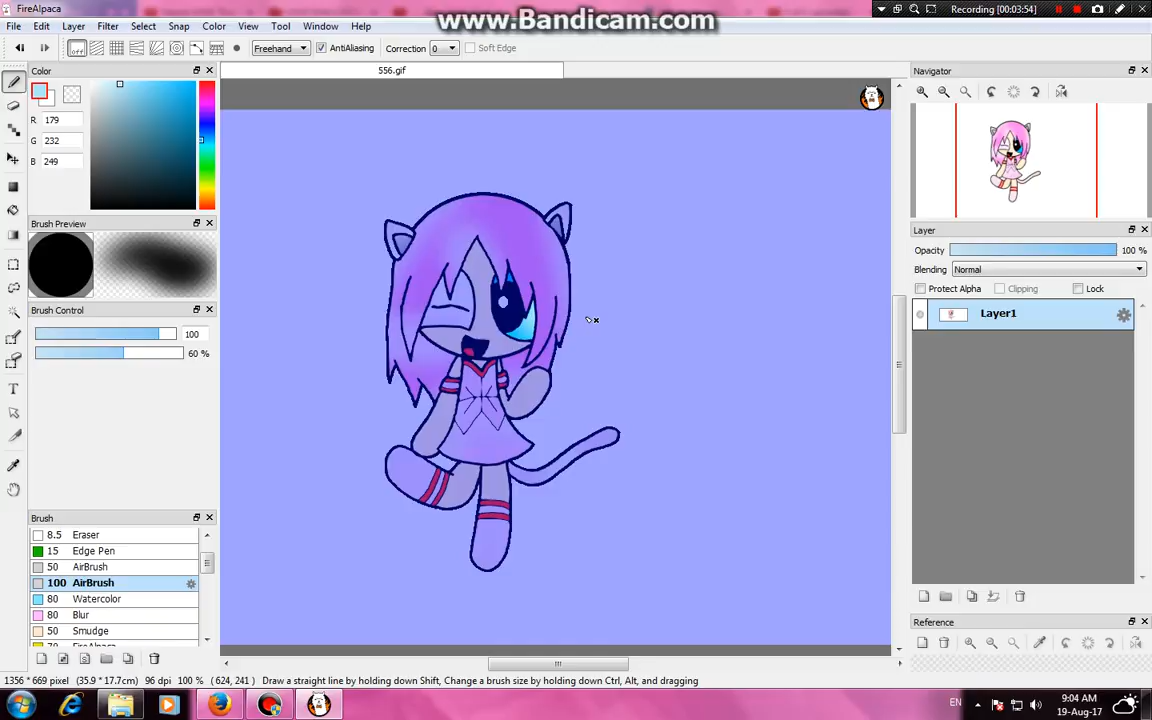 FireAlpaca
www.Bandicam.com
Recording [00:03:54]
File Edit Layer Filter Select Snap Color View Tool Window Help
off Freehand AntiAliasing Correction 0 Soft Edge
Color
556.gif
Navigator
R 179
G 232
B 249
Brush Preview
Layer
Opacity 100 %
Blending Normal
Protect Alpha Clipping Lock
Brush Control
Layer1
100
60 %
Brush
8.5 Eraser
15 Edge Pen
50 AirBrush
100 AirBrush
80 Watercolor
80 Blur
50 Smudge
70 FireAlpaca
Reference
1356 * 669 pixel (35.9 * 17.7cm) 96 dpi 100 % (624, 241) Draw a straight line by holding down Shift, Change a brush size by holding down Ctrl, Alt, and dragging
EN
9:04 AM
19-Aug-17